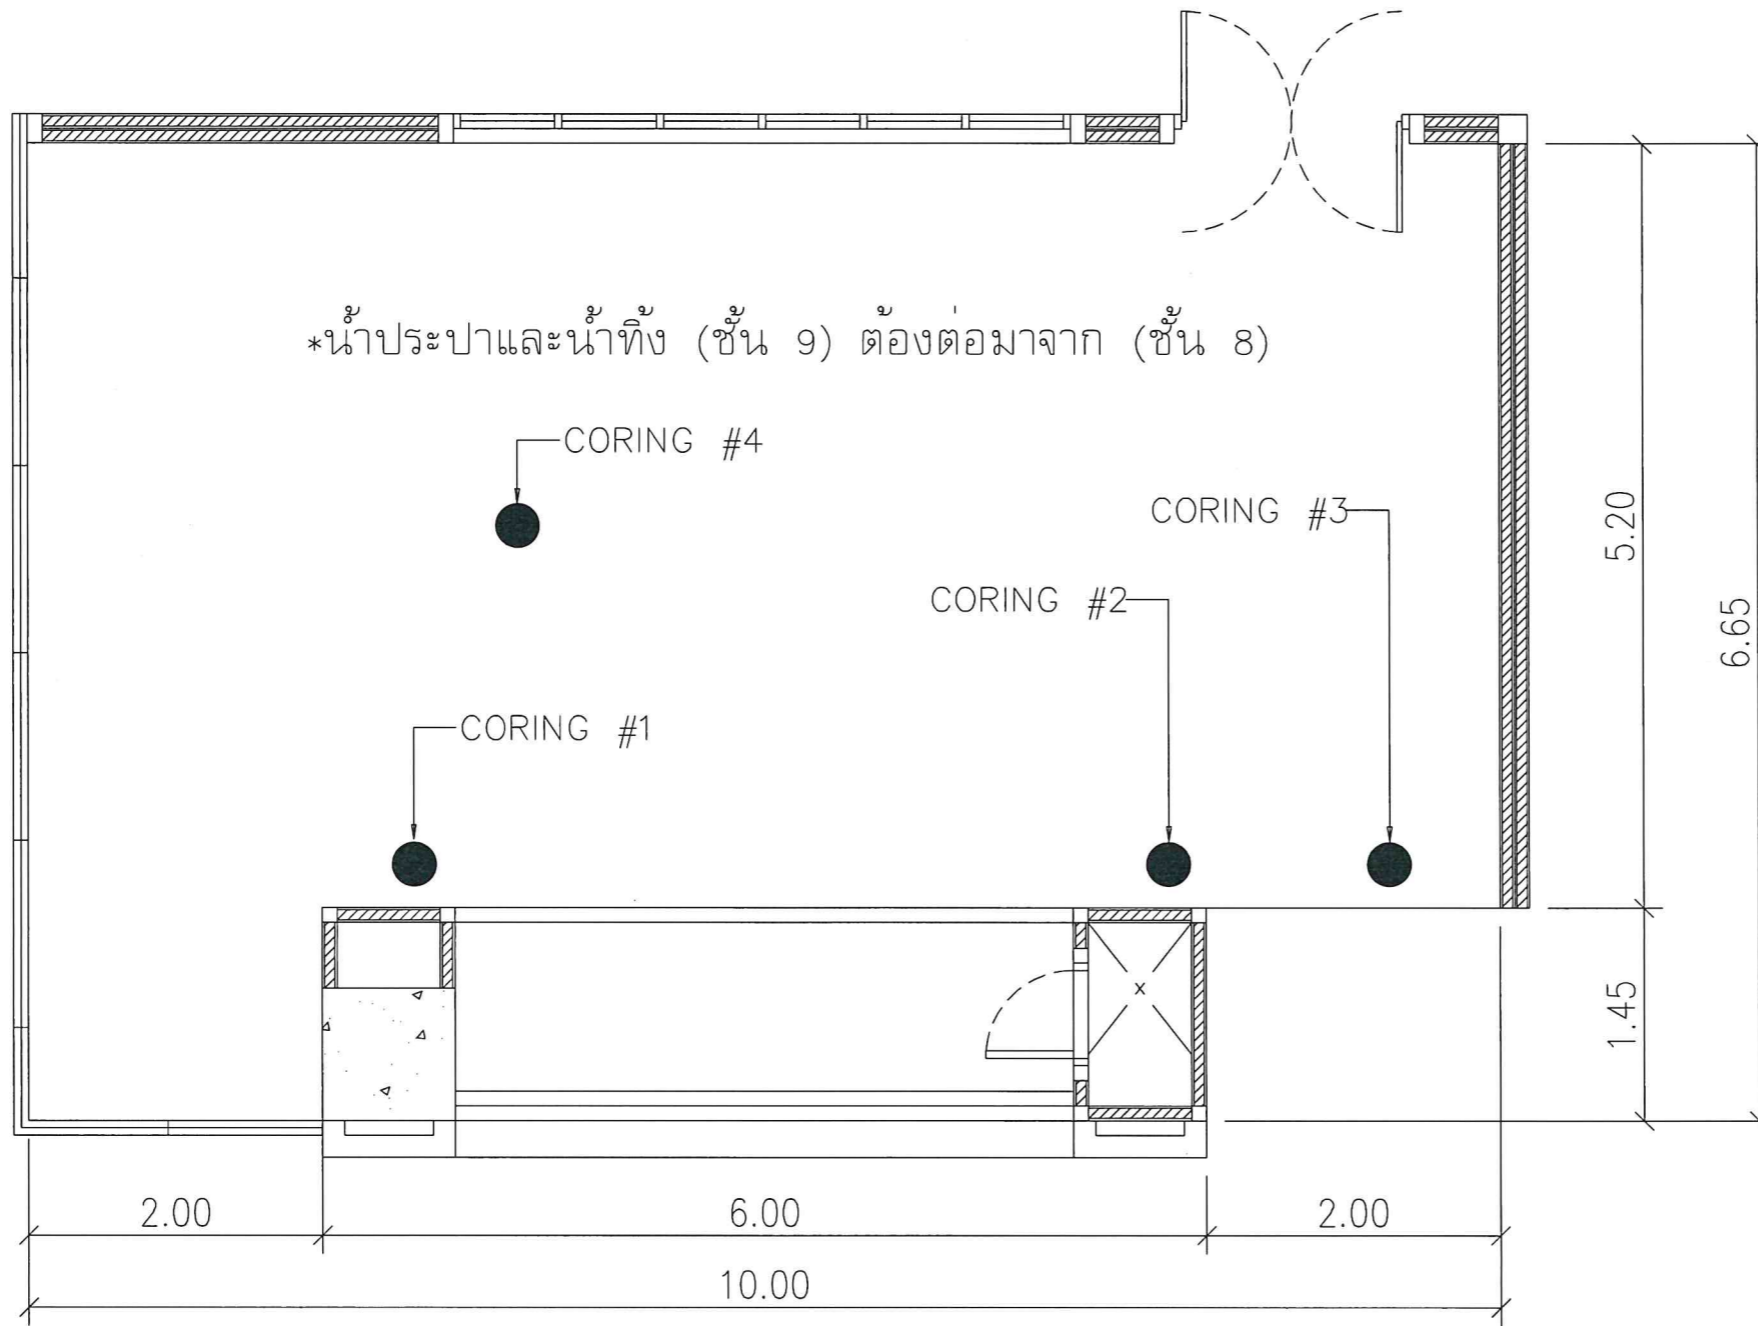 *น้ำประปาและน้ำทิ้ง (ชั้น 9) ต้องต่อมาจาก (ชั้น 8)
CORING #4
CORING #3
5.20
CORING #2
6.65
CORING #1
x
1.45
2.00
6.00
2.00
10.00